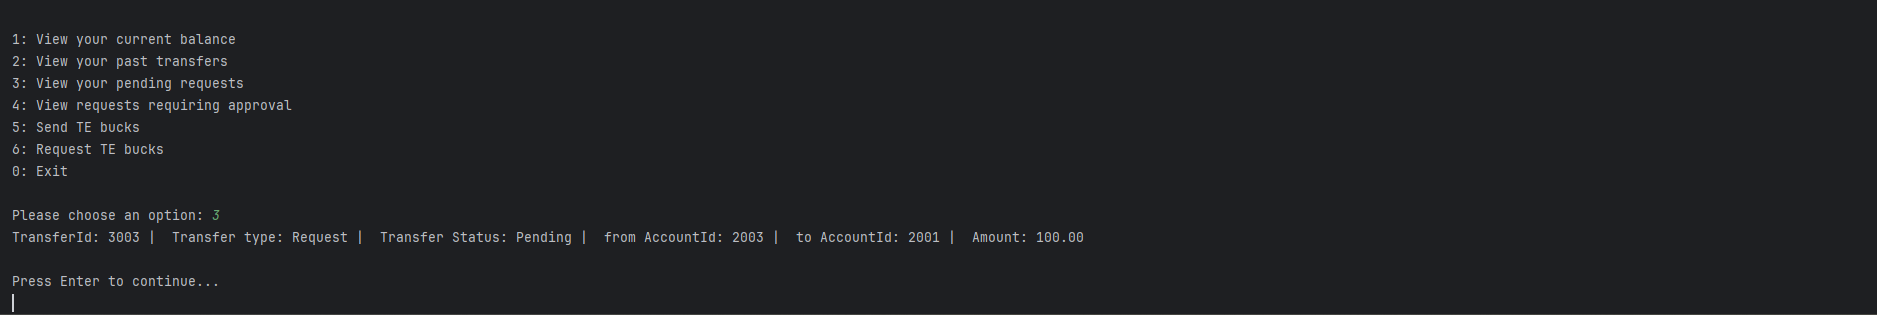 1: View your current balance
2: View your past transfers
3: View your pending requests
4: View requests requiring approval
5: Send TE bucks
6: Request TE bucks
0: Exit
Please choose an option: 3
TransferId: 3003 |  Transfer type: Request |  Transfer Status: Pending |  from AccountId: 2003 |  to AccountId: 2001 |  Amount: 100.00
Press Enter to continue...